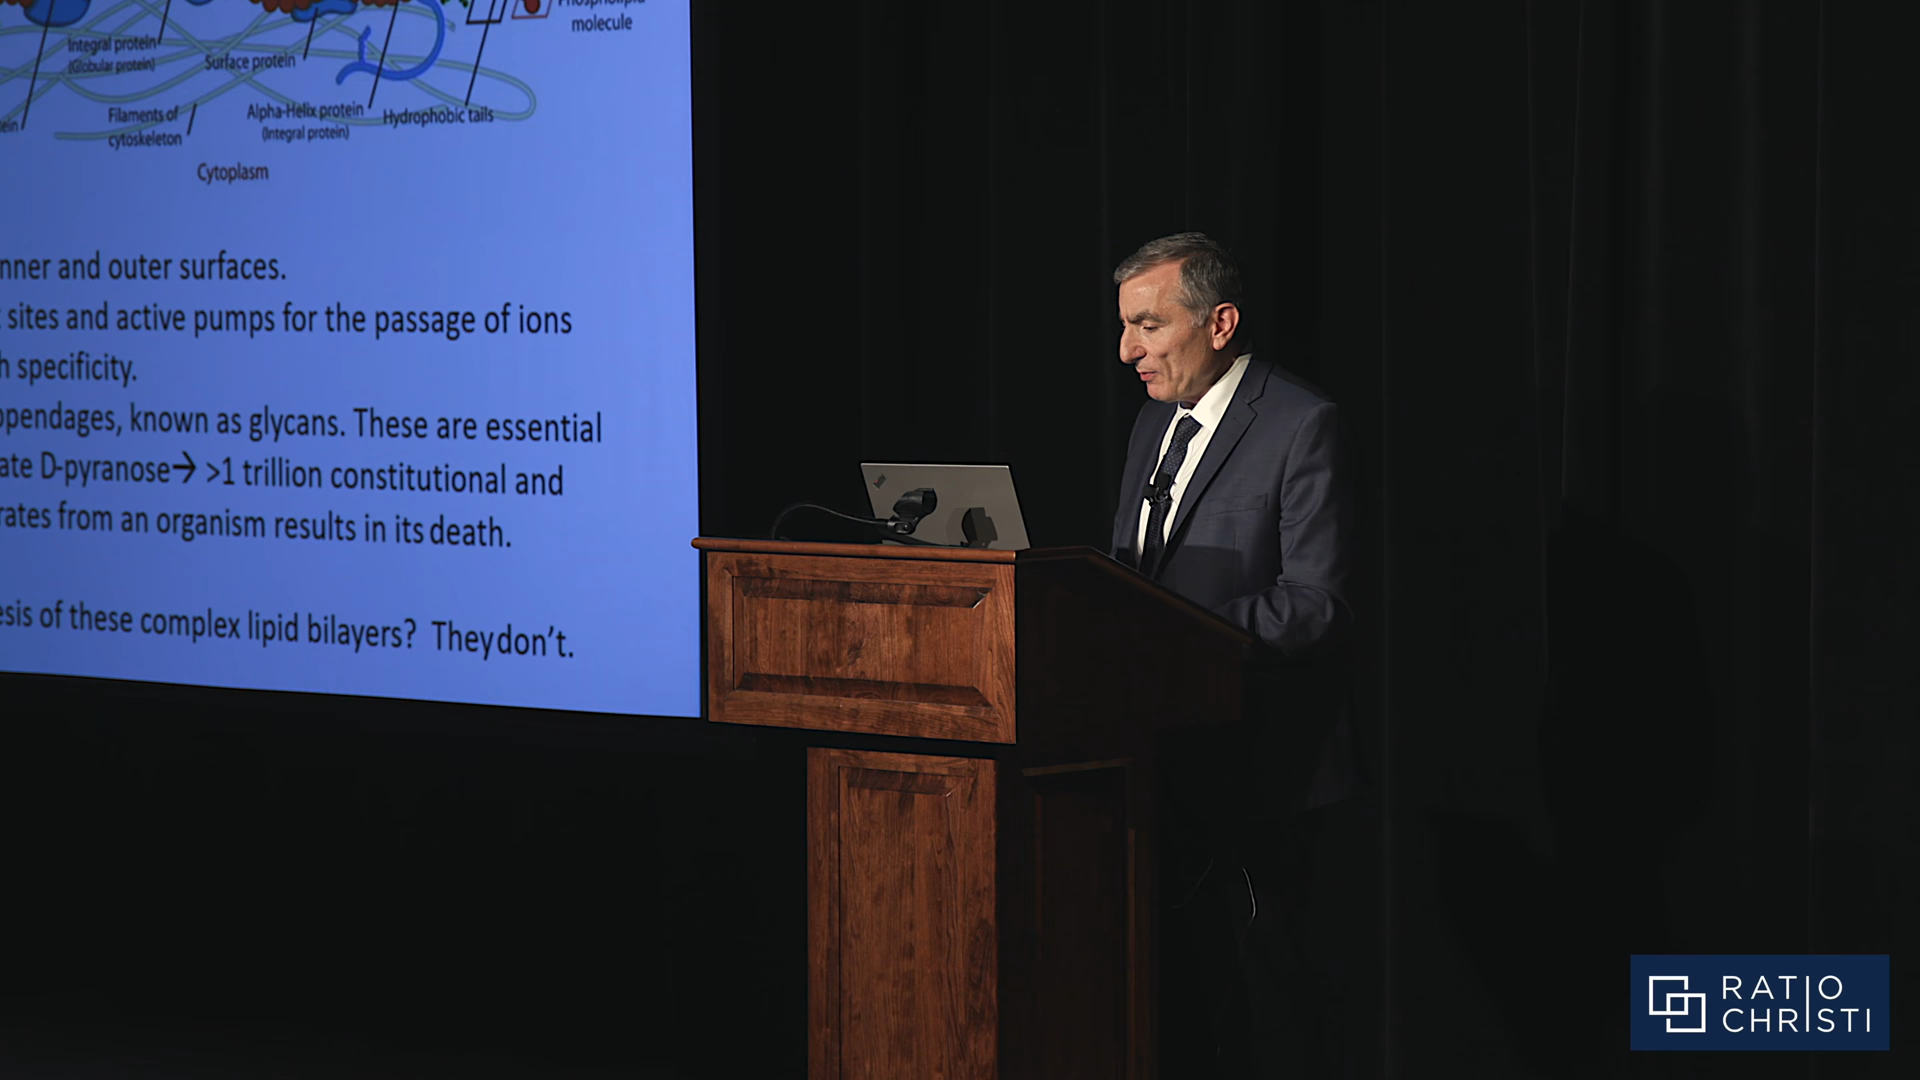 molecule
Integral protein
(Globular protein)
Surface protein
Filaments of
cytoskeleton
Alpha-Helix protein
(Integral protein)
Hydrophobic tails
Cytoplasm
nner and outer surfaces.
sites and active pumps for the passage of ions
h specificity.
ppendages, known as glycans. These are essential
ate D-pyranose→ >1 trillion constitutional and
rates from an organism results in its death.
esis of these complex lipid bilayers? They don't.
RATIO
CHRISTI